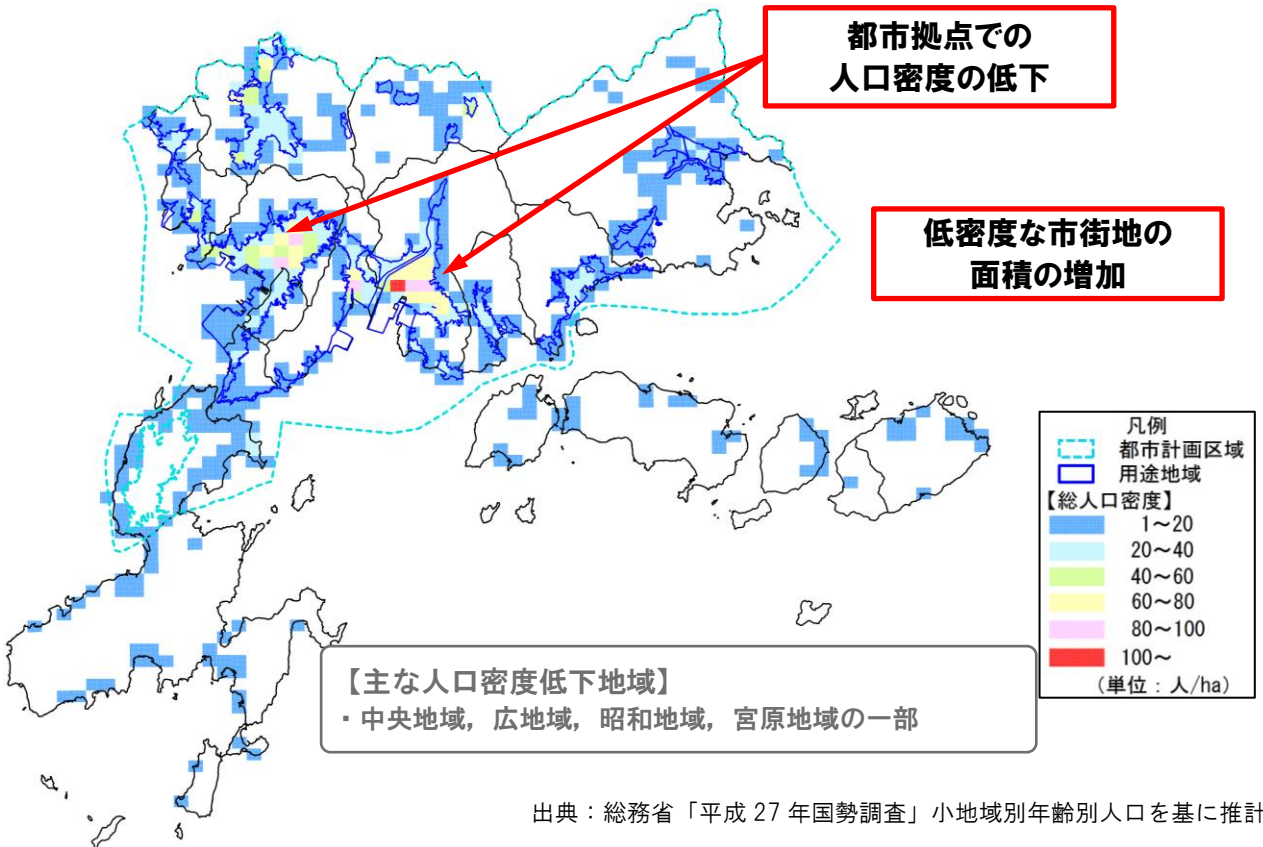 都市拠点での
人口密度の低下
低密度な市街地の
面積の増加
凡例
都市計画区域
用途地域
【総人口密度】
1～20
20～40
40～60
60～80
80～100
100～
（単位：人/ha）
【主な人口密度低下地域】
・中央地域，広地域，昭和地域，宮原地域の一部
出典：総務省「平成 27 年国勢調査」小地域別年齢別人口を基に推計